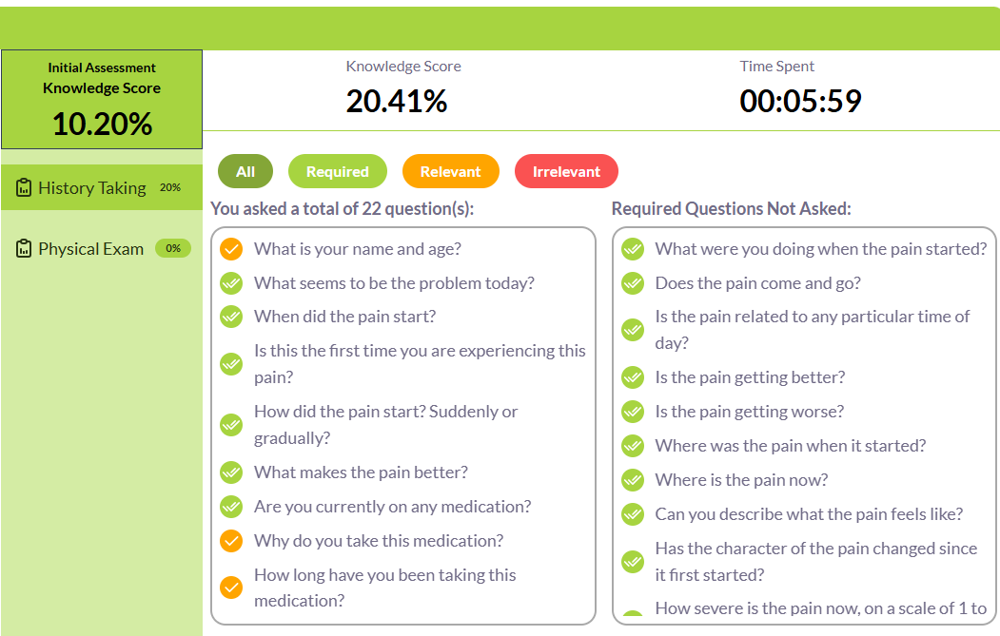 Initial Assessment
Knowledge Score
10.20%
Knowledge Score
20.41%
Time Spent
00:05:59
History Taking 20%
Physical Exam 0%
All
Required
Relevant
Irrelevant
You asked a total of 22 question(s):
What is your name and age?
What seems to be the problem today?
When did the pain start?
Is this the first time you are experiencing this
pain?
How did the pain start? Suddenly or
gradually?
What makes the pain better?
Are you currently on any medication?
Why do you take this medication?
How long have you been taking this
medication?
Required Questions Not Asked:
What were you doing when the pain started?
Does the pain come and go?
Is the pain related to any particular time of
day?
Is the pain getting better?
Is the pain getting worse?
Where was the pain when it started?
Where is the pain now?
Can you describe what the pain feels like?
Has the character of the pain changed since
it first started?
How severe is the pain now, on a scale of 1 to